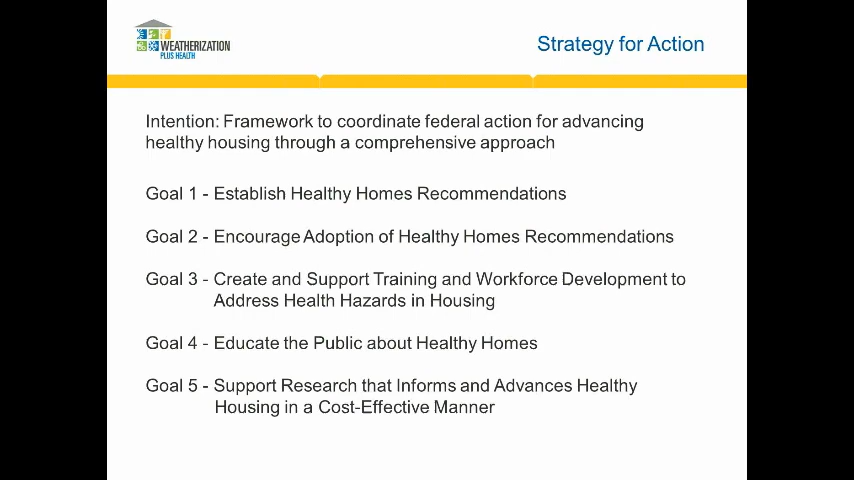 WEATHERIZATION
PLUS HEALTH
Strategy for Action
Intention: Framework to coordinate federal action for advancing
healthy housing through a comprehensive approach
Goal 1 - Establish Healthy Homes Recommendations
Goal 2 - Encourage Adoption of Healthy Homes Recommendations
Goal 3 - Create and Support Training and Workforce Development to
Address Health Hazards in Housing
Goal 4 - Educate the Public about Healthy Homes
Goal 5 - Support Research that Informs and Advances Healthy
Housing in a Cost-Effective Manner